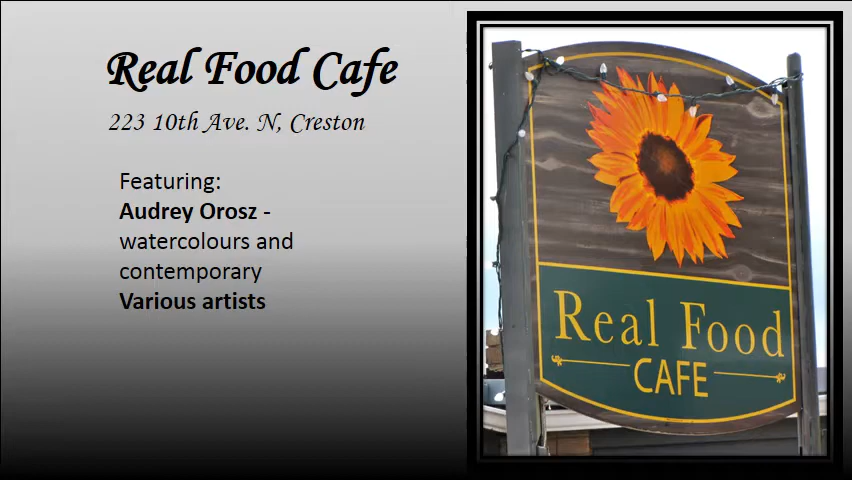 Real Food Cafe
223 10th Ave. N, Creston
Featuring:
Audrey Orosz -
watercolours and
contemporary
Various artists
Real Food
CAFE